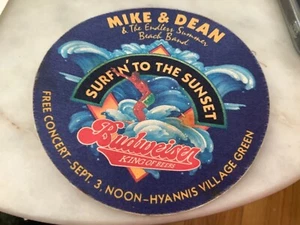 MIKE & DEAN
& The Endless Summer
Beach Band
SURFIN' TO THE SUNSET
Budweiser
KING OF BEERS
FREE CONCERT-SEPT. 3, NOON-HYANNIS VILLAGE GREEN